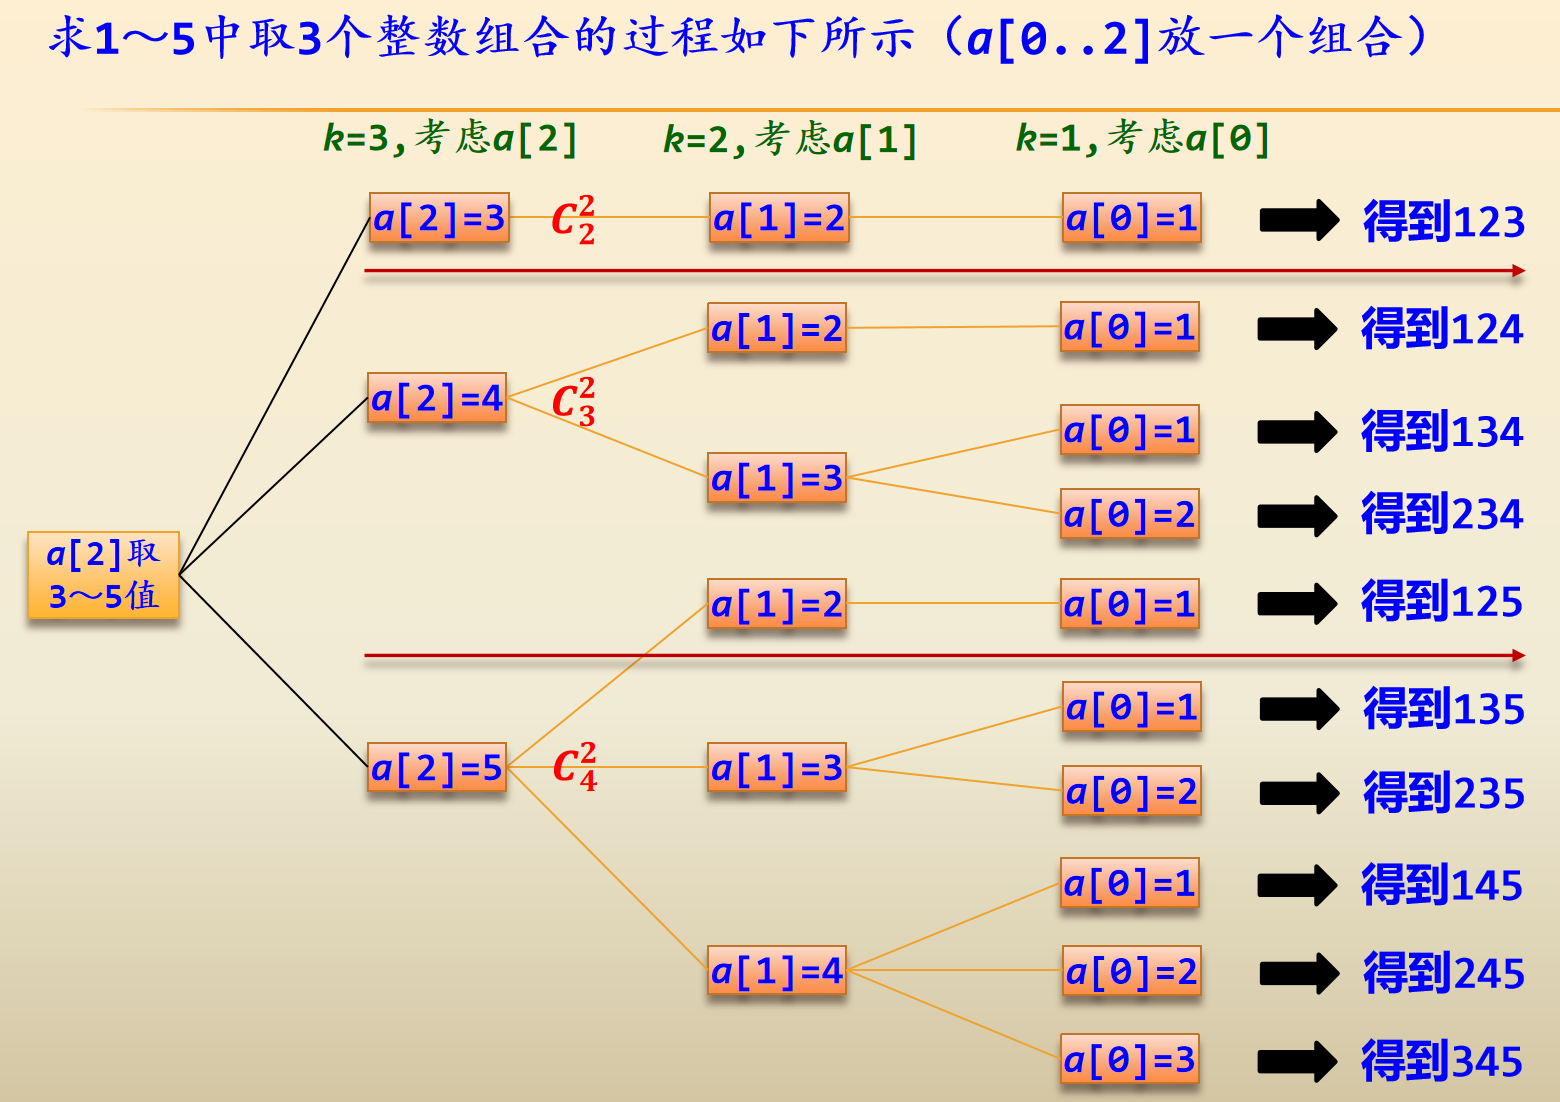 求1～5中取3个整数组合的过程如下所示（a[0..2]放一个组合）
k=3,考虑a[2] k=2,考虑a[1] k=1,考虑a[0]
a[2]=3 C₂² a[1]=2 a[0]=1 得到123
a[1]=2 a[0]=1 得到124
a[2]=4 C₃²
a[0]=1 得到134
a[1]=3
a[0]=2 得到234
a[2]取
3～5值
a[1]=2 a[0]=1 得到125
a[0]=1 得到135
a[2]=5 C₄² a[1]=3
a[0]=2 得到235
a[0]=1 得到145
a[1]=4 a[0]=2 得到245
a[0]=3 得到345